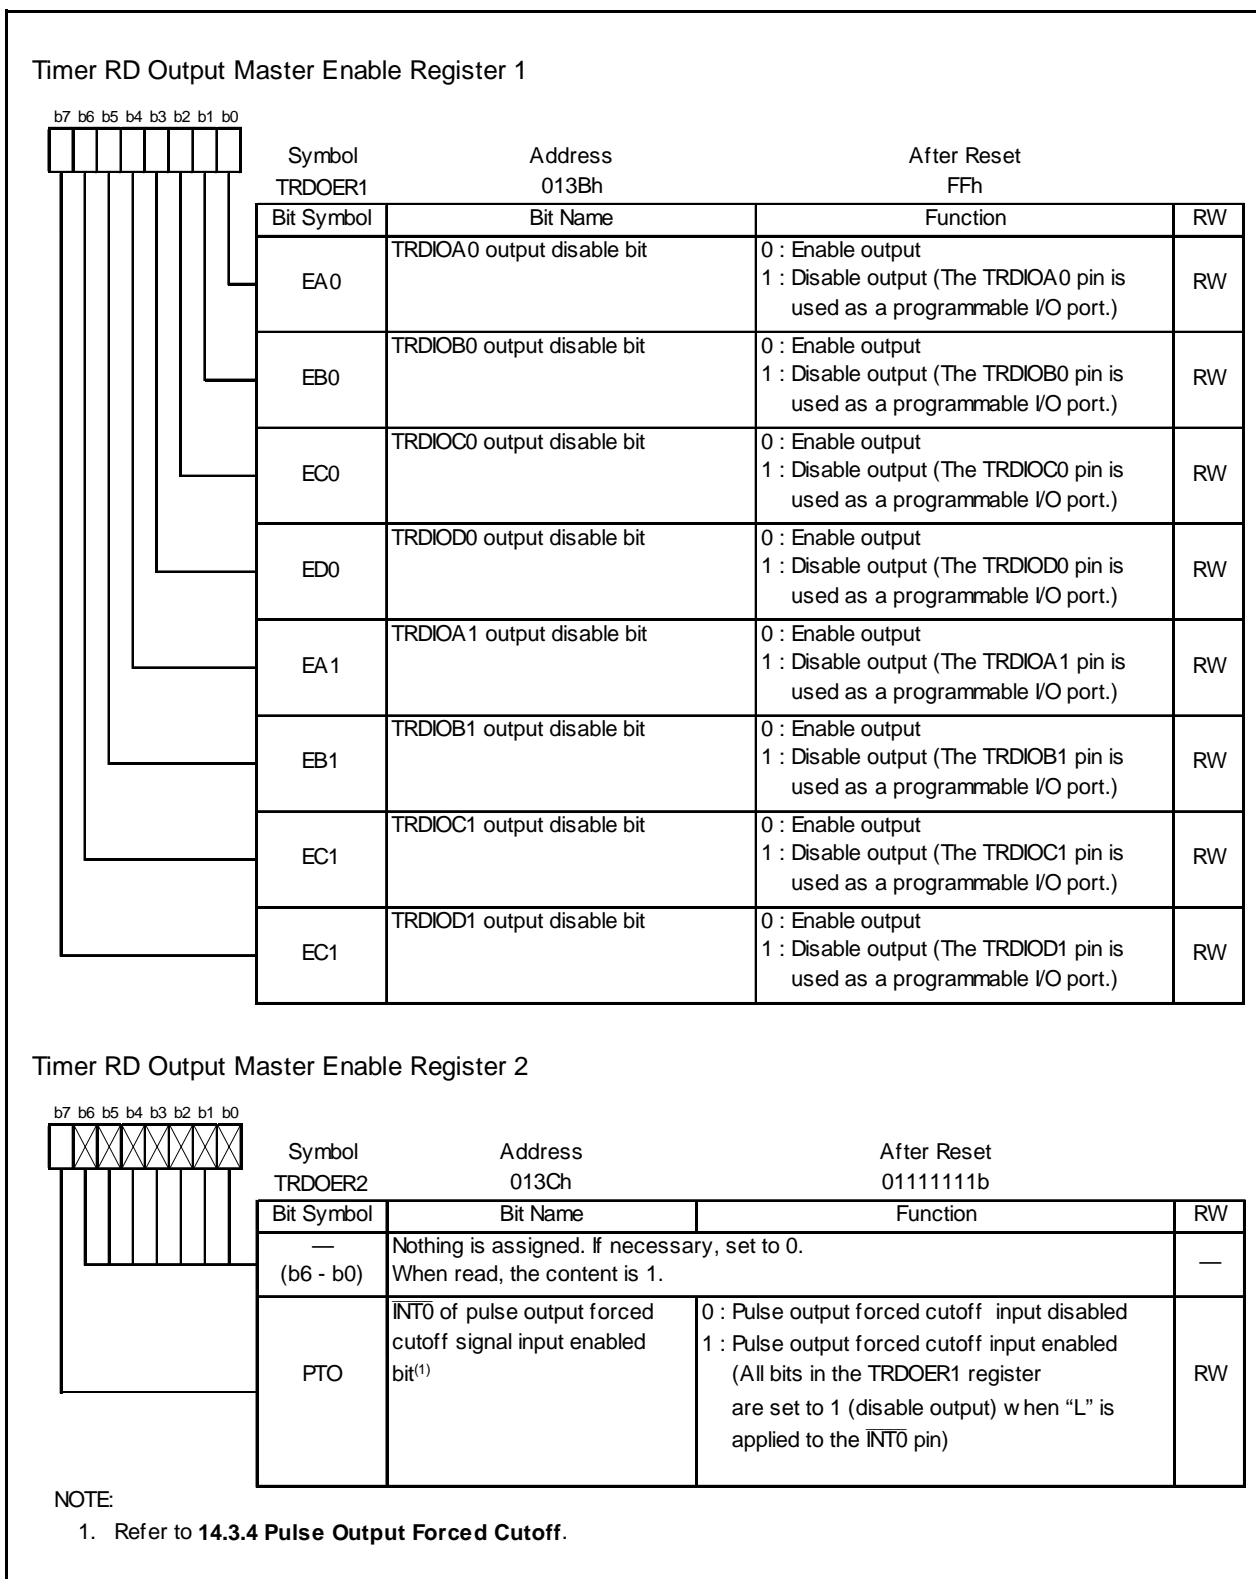 Timer RD Output Master Enable Register 1
b7 b6 b5 b4 b3 b2 b1 b0
Symbol Address After Reset
TRDOER1 013Bh FFh
Bit Symbol Bit Name Function RW
EA0 TRDIOA0 output disable bit 0 : Enable output
1 : Disable output (The TRDIOA0 pin is
used as a programmable I/O port.) RW
EB0 TRDIOB0 output disable bit 0 : Enable output
1 : Disable output (The TRDIOB0 pin is
used as a programmable I/O port.) RW
EC0 TRDIOC0 output disable bit 0 : Enable output
1 : Disable output (The TRDIOC0 pin is
used as a programmable I/O port.) RW
ED0 TRDIOD0 output disable bit 0 : Enable output
1 : Disable output (The TRDIOD0 pin is
used as a programmable I/O port.) RW
EA1 TRDIOA1 output disable bit 0 : Enable output
1 : Disable output (The TRDIOA1 pin is
used as a programmable I/O port.) RW
EB1 TRDIOB1 output disable bit 0 : Enable output
1 : Disable output (The TRDIOB1 pin is
used as a programmable I/O port.) RW
EC1 TRDIOC1 output disable bit 0 : Enable output
1 : Disable output (The TRDIOC1 pin is
used as a programmable I/O port.) RW
EC1 TRDIOD1 output disable bit 0 : Enable output
1 : Disable output (The TRDIOD1 pin is
used as a programmable I/O port.) RW
Timer RD Output Master Enable Register 2
b7 b6 b5 b4 b3 b2 b1 b0
Symbol Address After Reset
TRDOER2 013Ch 01111111b
Bit Symbol Bit Name Function RW
— Nothing is assigned. If necessary, set to 0. —
(b6 - b0) When read, the content is 1.
PTO I̅N̅T̅0̅ of pulse output forced
cutoff signal input enabled
bit(1)
0 : Pulse output forced cutoff input disabled
1 : Pulse output forced cutoff input enabled
(All bits in the TRDOER1 register
are set to 1 (disable output) when “L” is
applied to the I̅N̅T̅0̅ pin) RW
NOTE:
1. Refer to 14.3.4 Pulse Output Forced Cutoff.